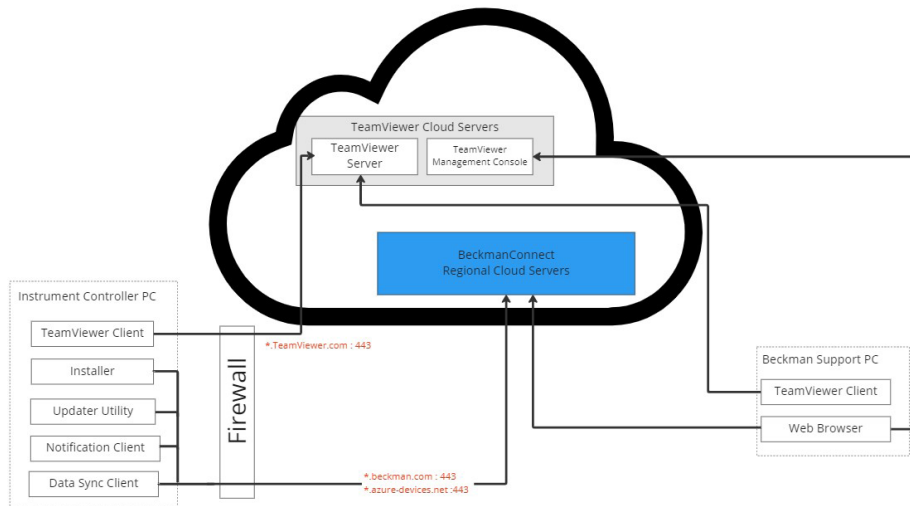 TeamViewer Cloud Servers
TeamViewer
Server
TeamViewer
Management Console
BeckmanConnect
Regional Cloud Servers
Instrument Controller PC
TeamViewer Client
Installer
Updater Utility
Notification Client
Data Sync Client
Firewall
*.TeamViewer.com : 443
*.beckman.com : 443
*.azure-devices.net :443
Beckman Support PC
TeamViewer Client
Web Browser